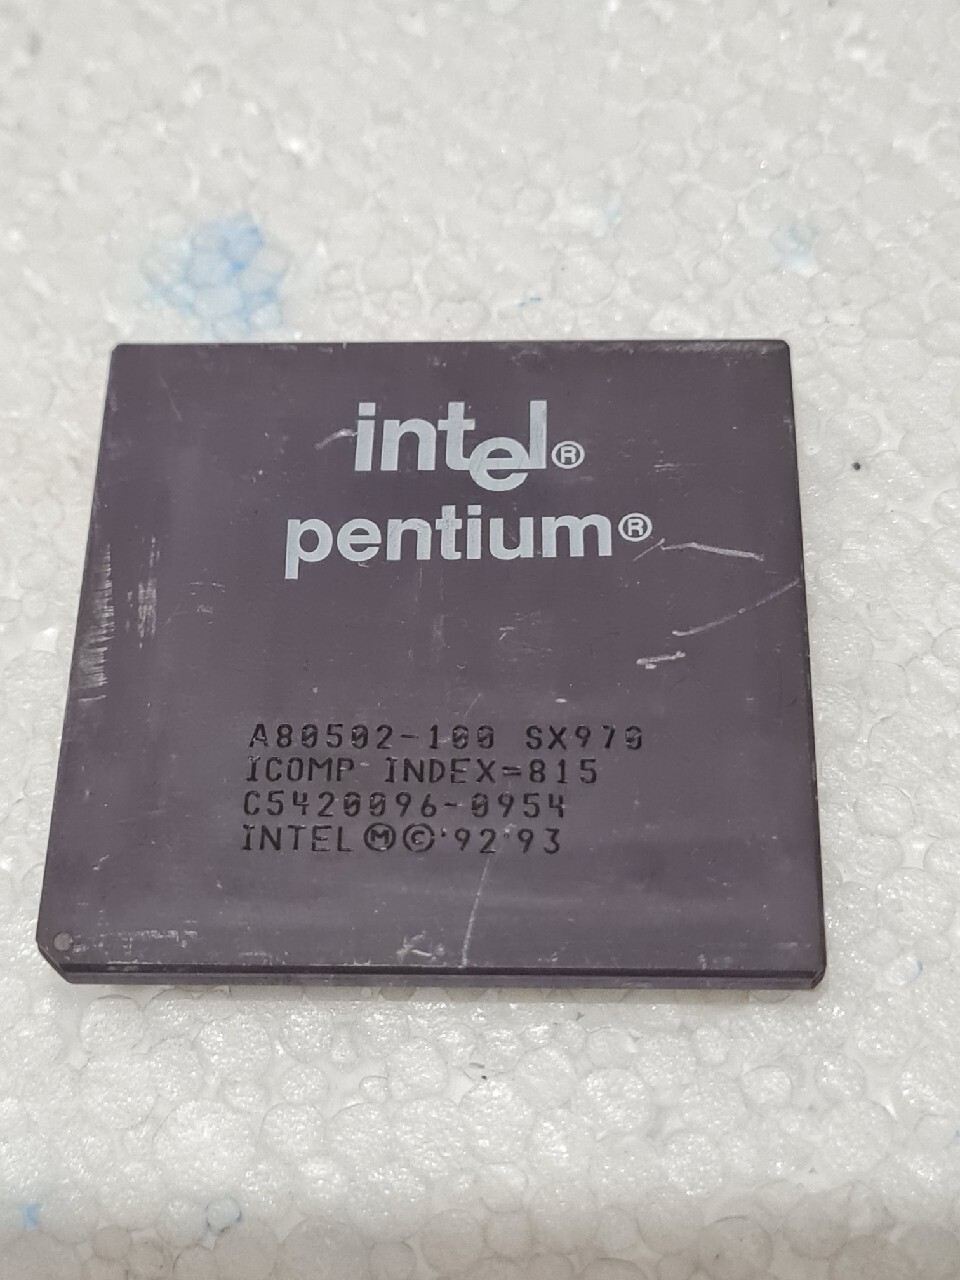 intel®
pentium®
A80502-100 SX970
ICOMP INDEX=815
C5420096-0954
INTEL Ⓜ©'92'93